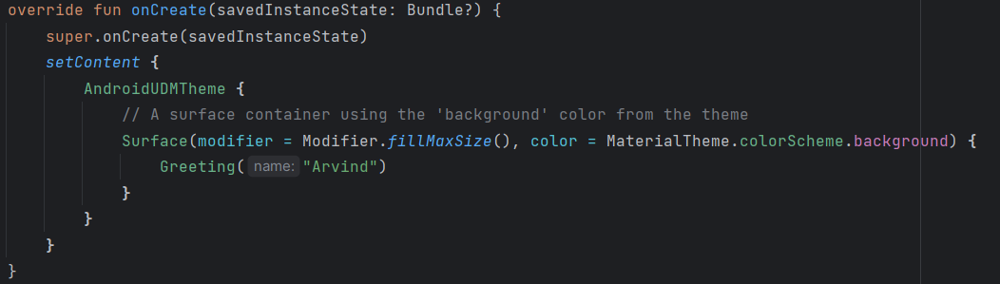 override fun onCreate(savedInstanceState: Bundle?) {
super.onCreate(savedInstanceState)
setContent {
AndroidUDMTheme {
// A surface container using the 'background' color from the theme
Surface(modifier = Modifier.fillMaxSize(), color = MaterialTheme.colorScheme.background) {
Greeting( name: "Arvind")
}
}
}
}